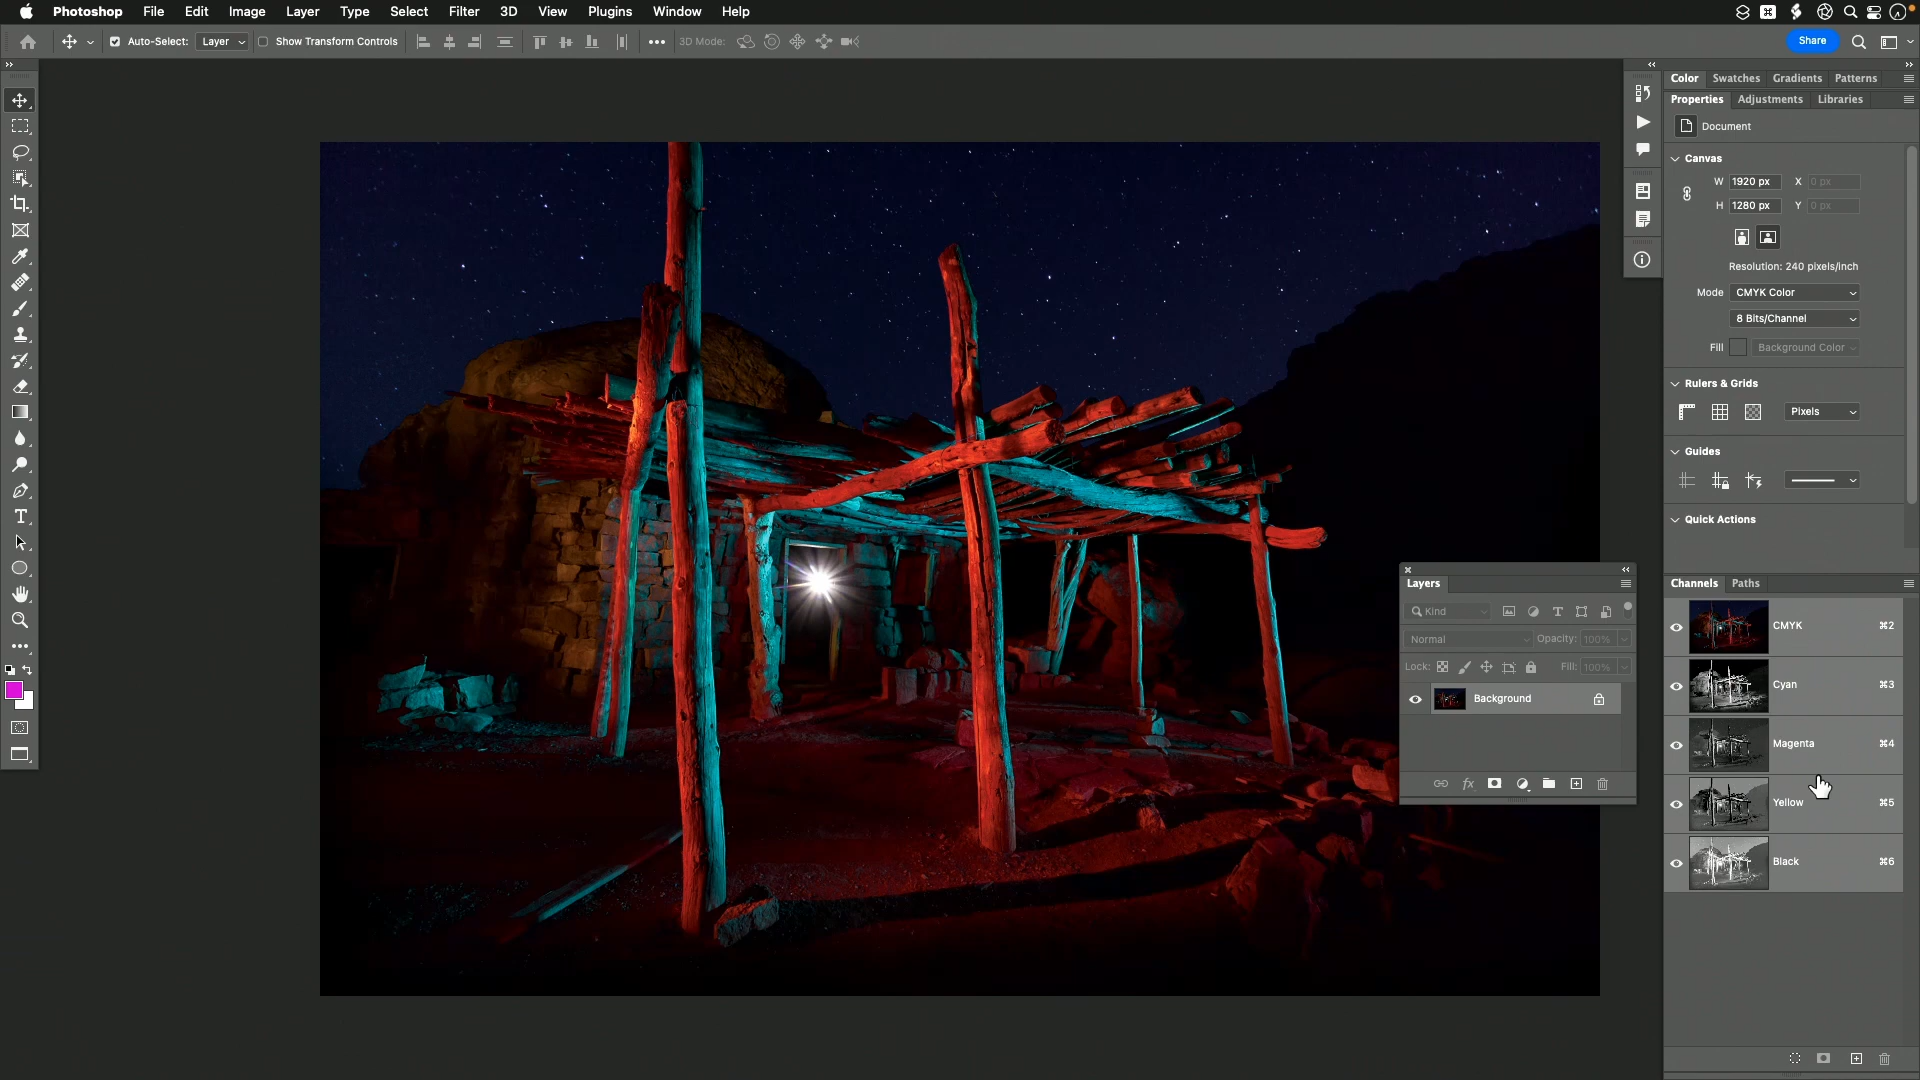 Photoshop File Edit Image Layer Type Select Filter 3D View Plugins Window Help
Auto-Select: Layer Show Transform Controls 3D Mode: Share
Color Swatches Gradients Patterns
Properties Adjustments Libraries
Document
Canvas
W 1920 px X 0 px
H 1280 px Y 0 px
Resolution: 240 pixels/inch
Mode CMYK Color
8 Bits/Channel
Fill Background Color
Rulers & Grids
Pixels
Guides
Quick Actions
Layers
Kind
Normal Opacity: 100%
Lock: Fill: 100%
Background
Channels Paths
CMYK ⌘2
Cyan ⌘3
Magenta ⌘4
Yellow ⌘5
Black ⌘6